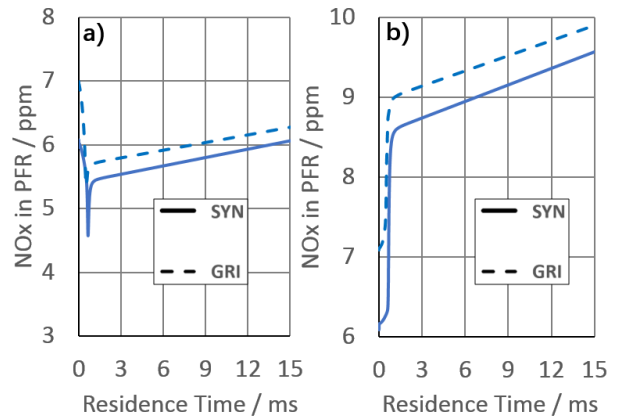 a)
NOx in PFR / ppm
8
7
6
5
4
3
SYN
GRI
0 3 6 9 12 15
Residence Time / ms
b)
NOx in PFR / ppm
10
9
8
7
6
SYN
GRI
0 3 6 9 12 15
Residence Time / ms